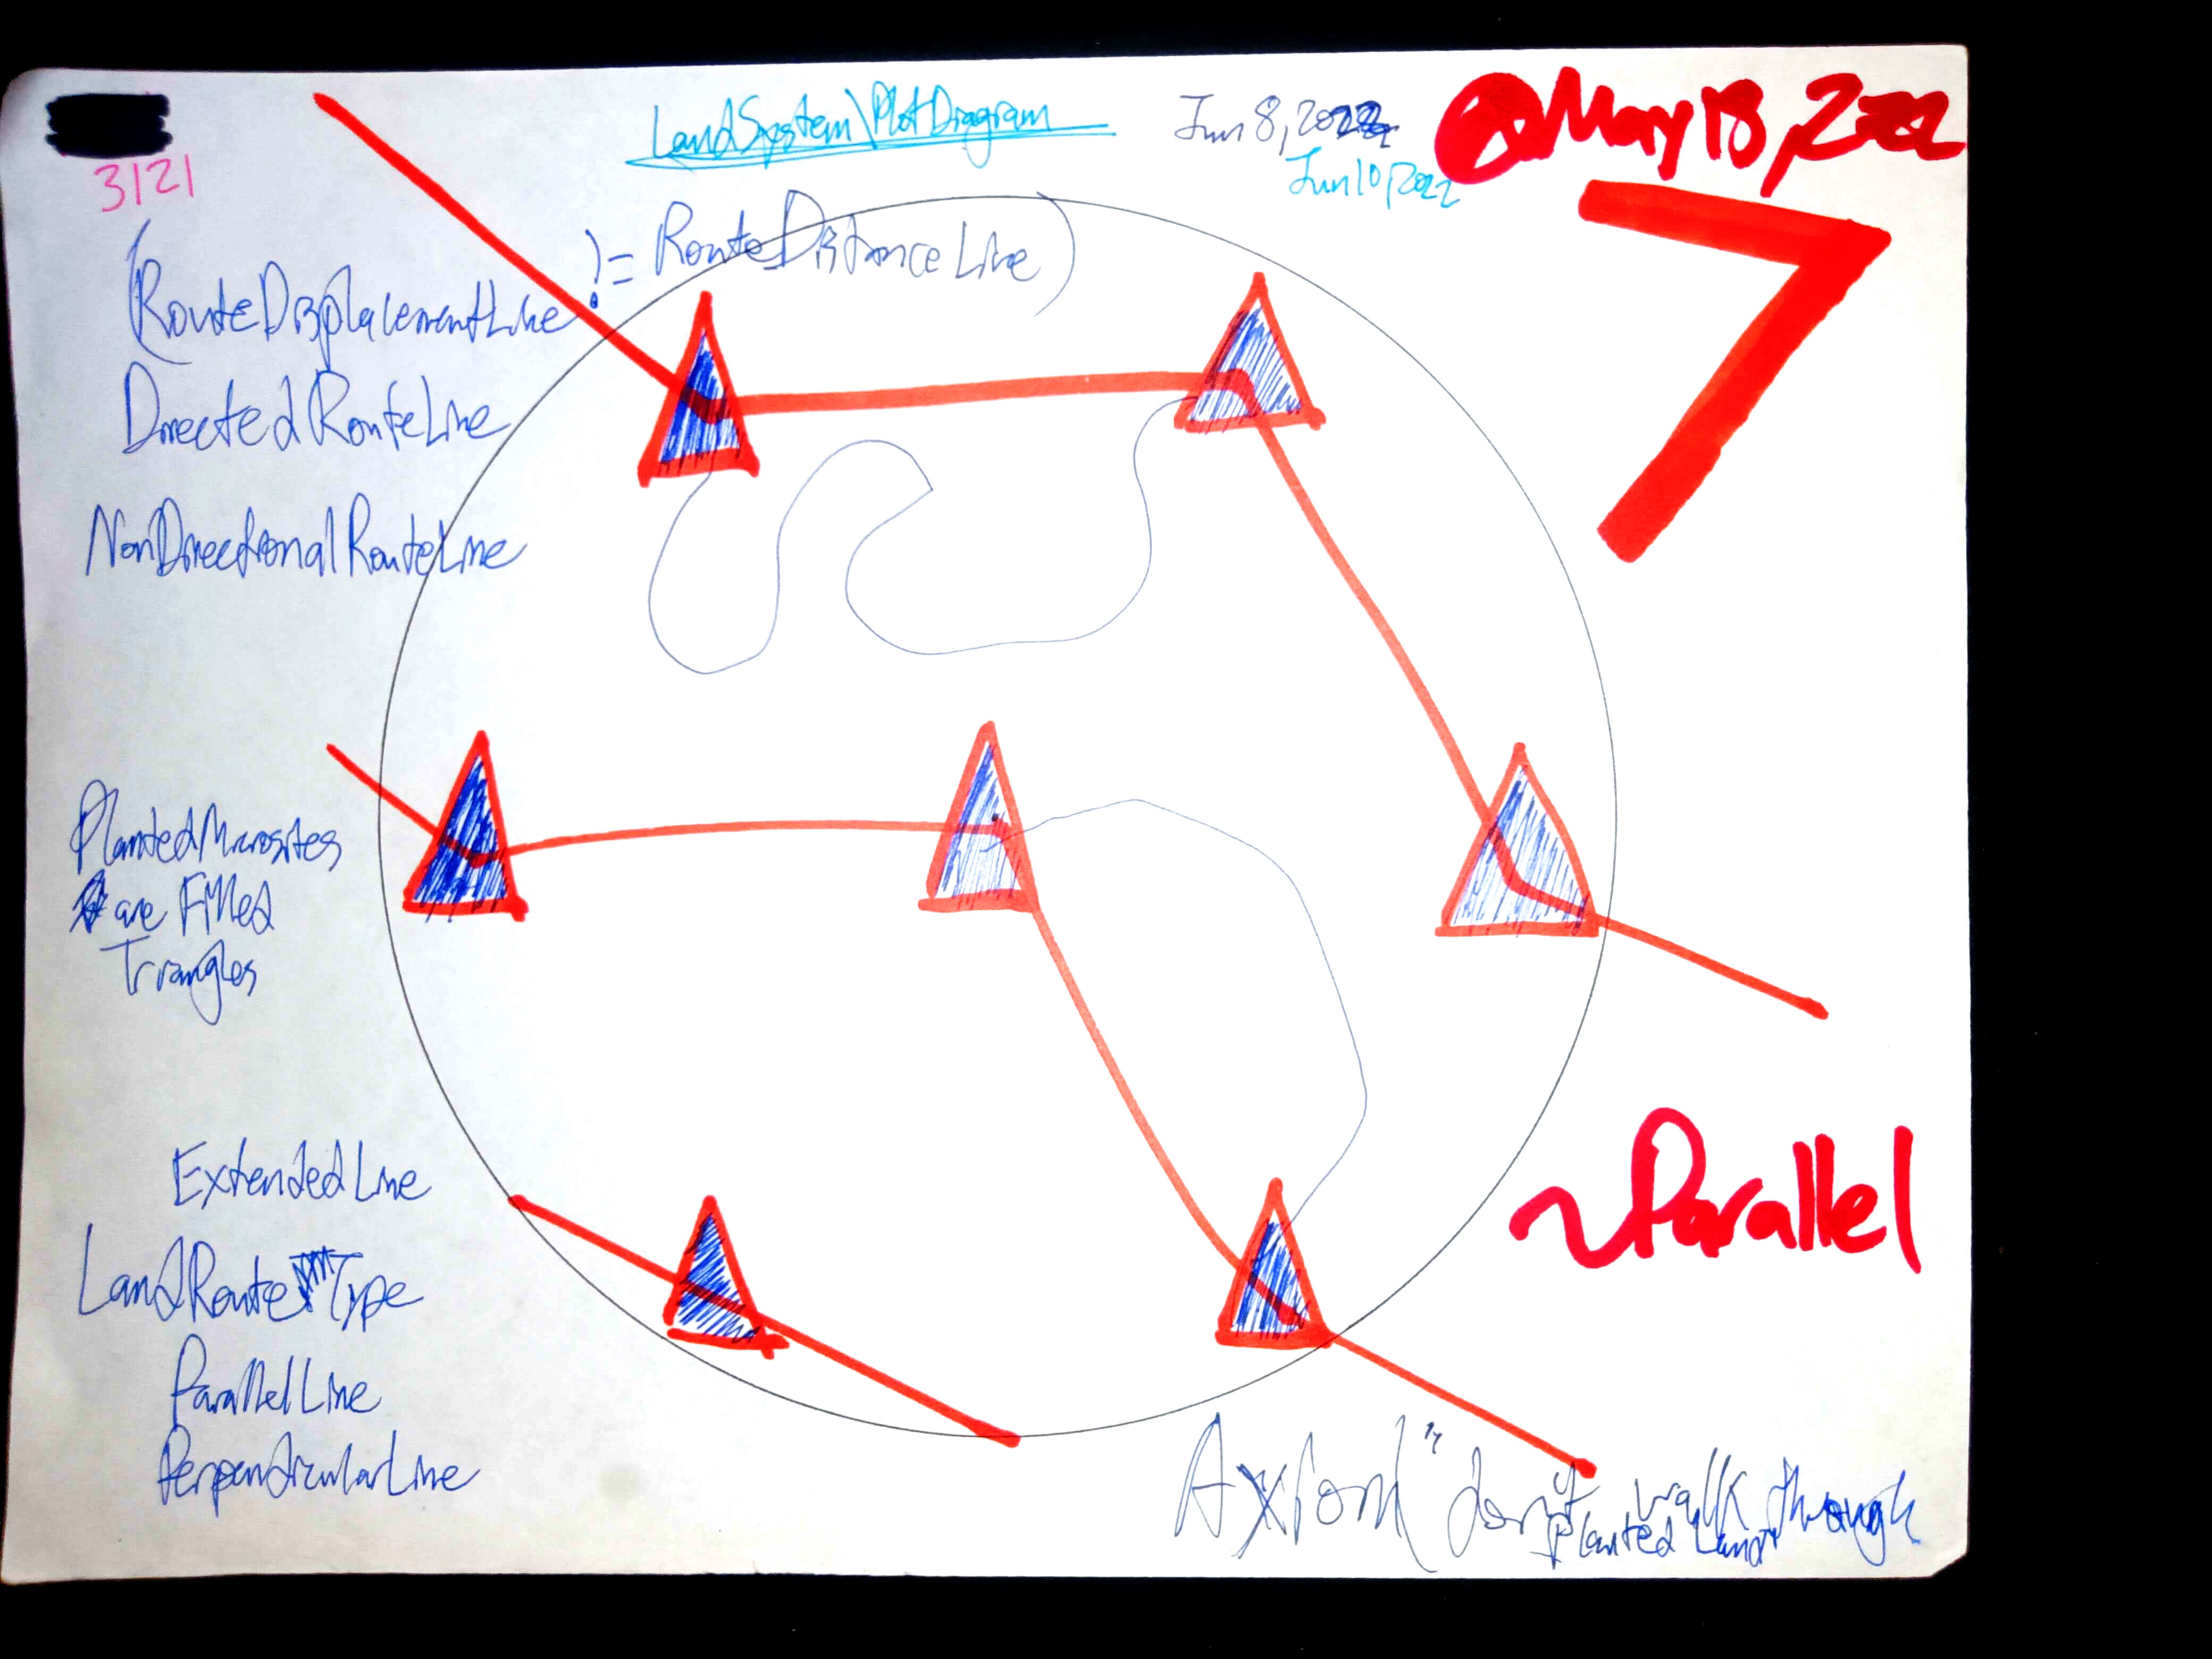 LandSystem\PlotDiagram
Jun 8, 2022
Jun 10, 2022
May 18, 2022
3121
7
(RouteDisplacementLine != RouteDistanceLine)
DirectedRouteLine
NonDirectionalRouteLine
PlantedMicrosites
are Filled
Triangles
ExtendedLine
LandRouteType
ParallelLine
PerpendicularLine
~Parallel
Axiom "don't walk through
planted Land"